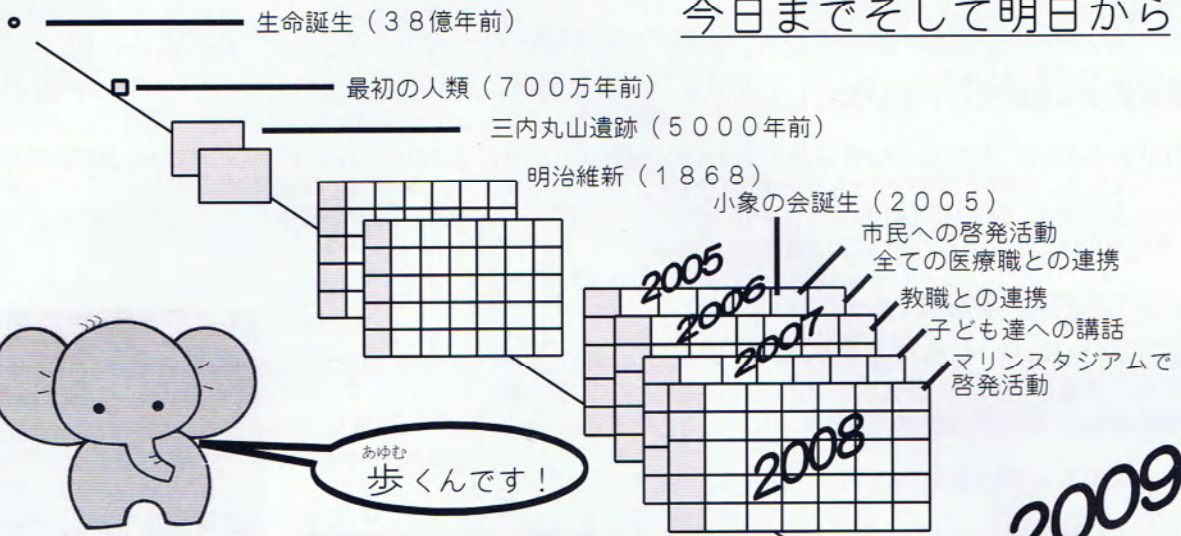 今日までそして明日から
生命誕生（３８億年前）
最初の人類（７００万年前）
三内丸山遺跡（５０００年前）
明治維新（１８６８）
小象の会誕生（２００５）
市民への啓発活動
全ての医療職との連携
教職との連携
子ども達への講話
マリンスタジアムで
啓発活動
2005
2006
2007
2008
2009
あゆむ
歩くんです！